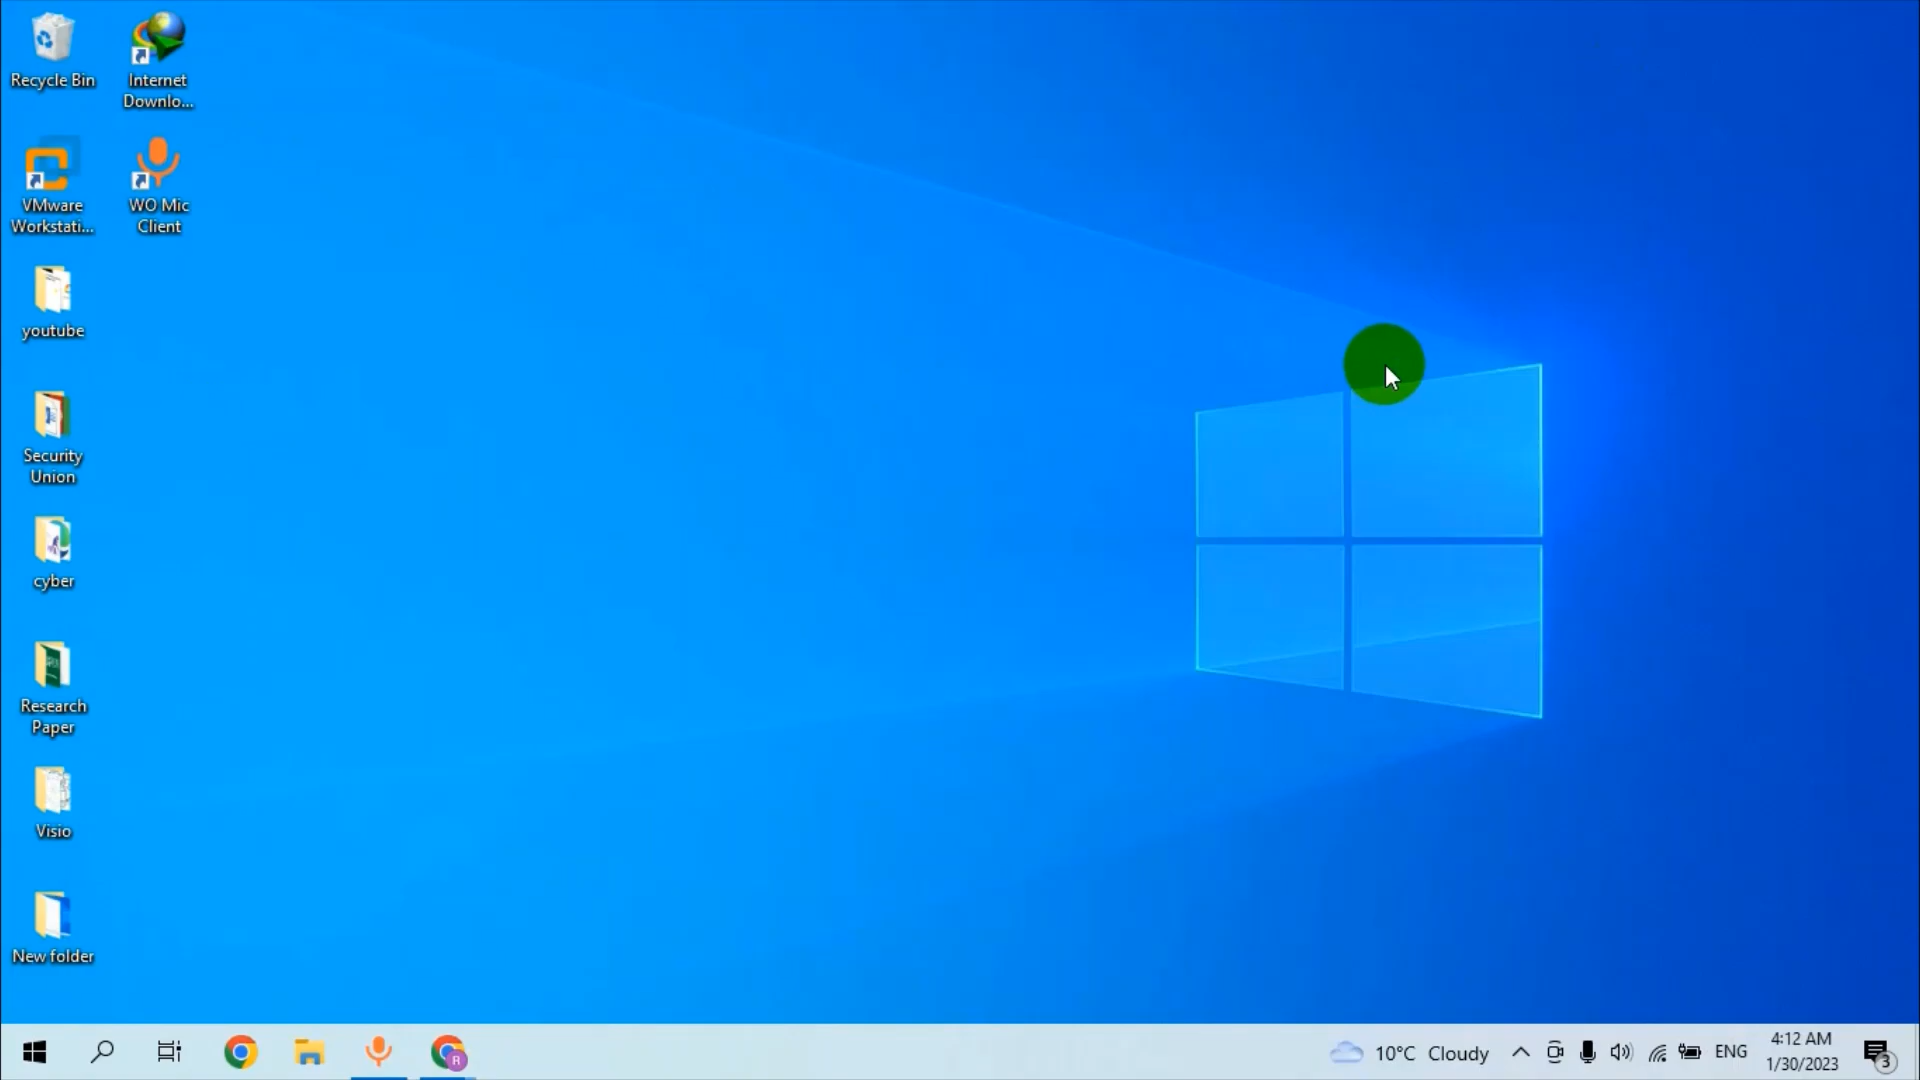 Recycle Bin
Internet
Downlo...
VMware
Workstati...
WO Mic
Client
youtube
Security
Union
cyber
Research
Paper
Visio
New folder
R
10°C Cloudy
ENG
4:12 AM
1/30/2023
3